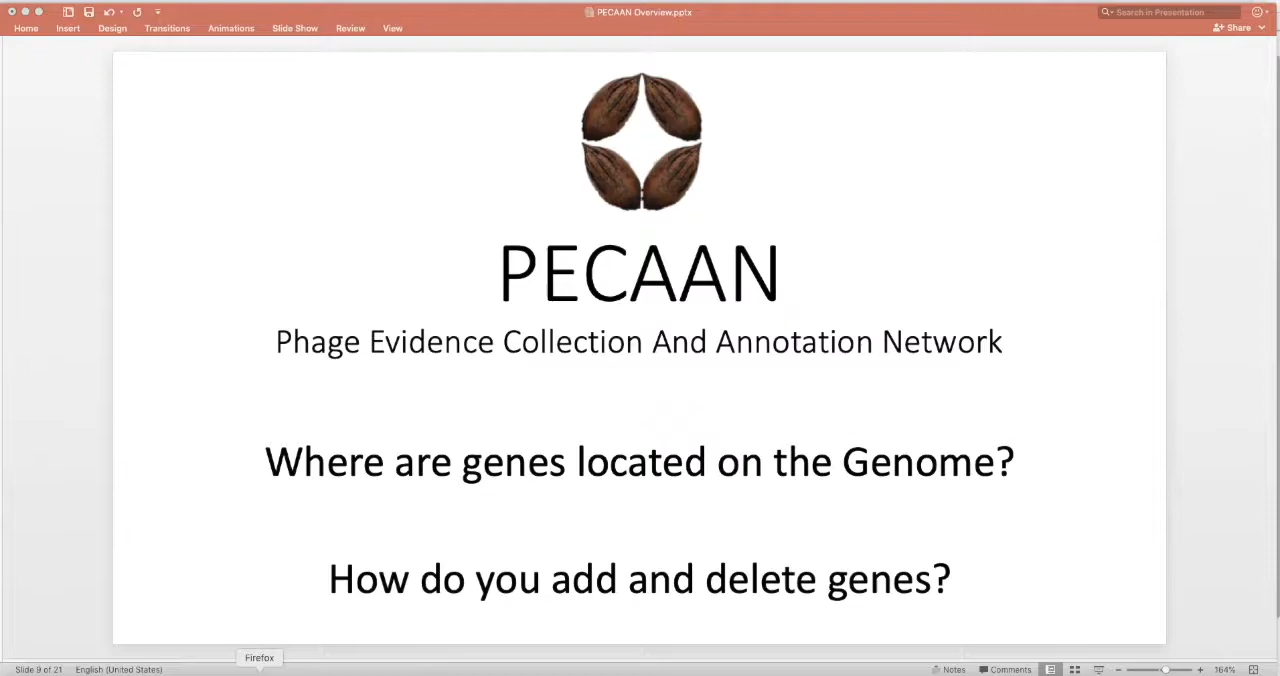 PECAAN Overview.pptx
Search in Presentation
Home Insert Design Transitions Animations Slide Show Review View
Share
PECAAN
Phage Evidence Collection And Annotation Network
Where are genes located on the Genome?
How do you add and delete genes?
Firefox
Slide 9 of 21 English (United States) Notes Comments 164%